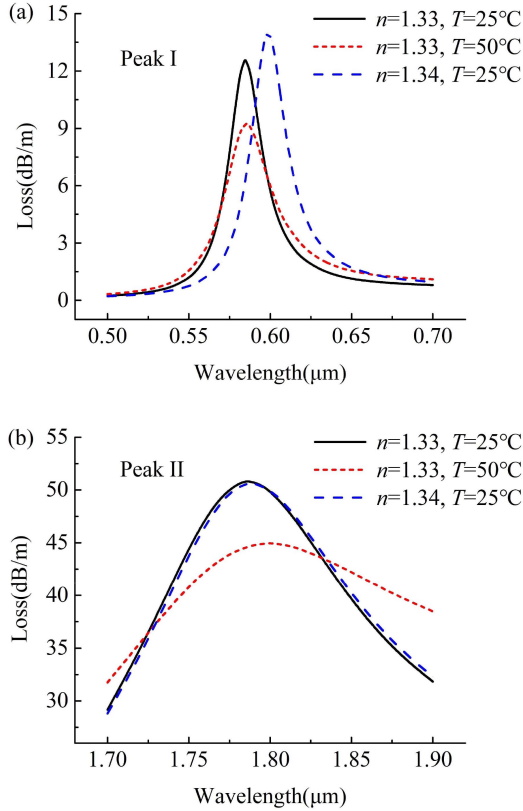 (a)
Peak I
n=1.33, T=25℃
n=1.33, T=50℃
n=1.34, T=25℃
Loss(dB/m)
15
12
9
6
3
0
0.50 0.55 0.60 0.65 0.70
Wavelength(μm)
(b)
Peak II
n=1.33, T=25℃
n=1.33, T=50℃
n=1.34, T=25℃
Loss(dB/m)
55
50
45
40
35
30
1.70 1.75 1.80 1.85 1.90
Wavelength(μm)